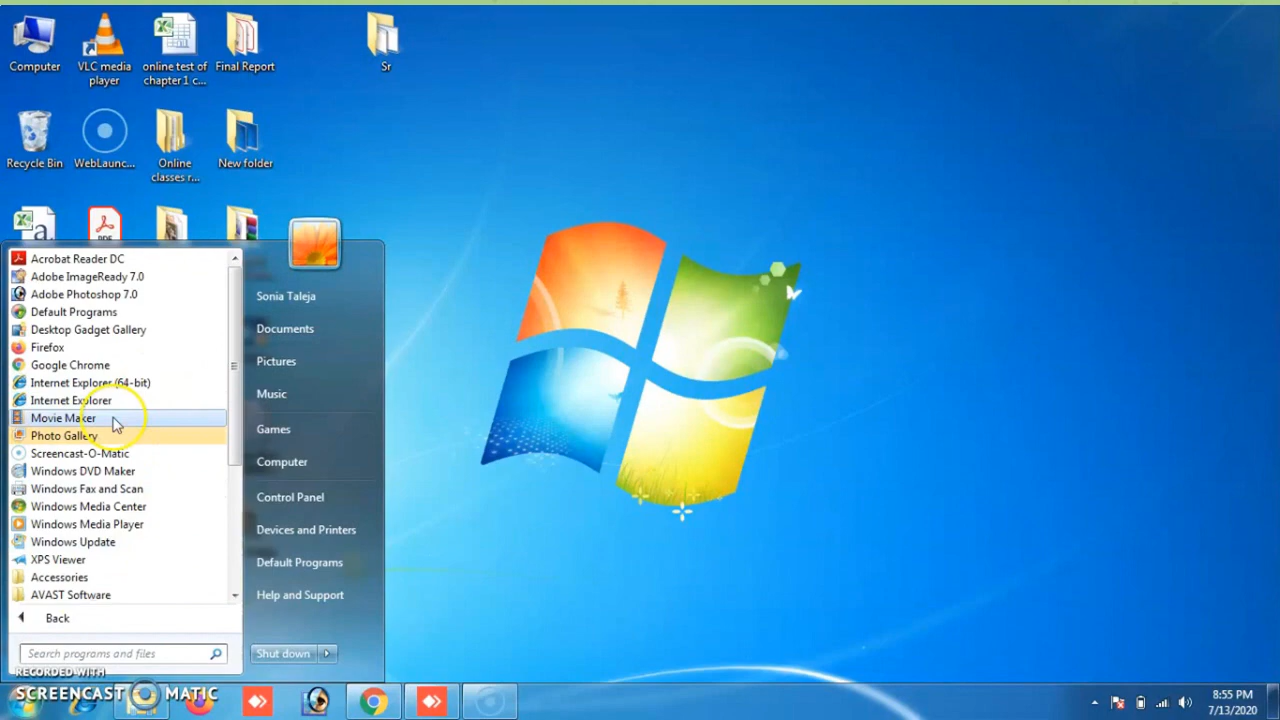 Computer
VLC media
player
online test of
chapter 1 c...
Final Report
Sr
Recycle Bin
WebLaunc...
Online
classes r...
New folder
Acrobat Reader DC
Adobe ImageReady 7.0
Adobe Photoshop 7.0
Default Programs
Desktop Gadget Gallery
Firefox
Google Chrome
Internet Explorer (64-bit)
Internet Explorer
Movie Maker
Photo Gallery
Screencast-O-Matic
Windows DVD Maker
Windows Fax and Scan
Windows Media Center
Windows Media Player
Windows Update
XPS Viewer
Accessories
AVAST Software
Back
Search programs and files
Sonia Taleja
Documents
Pictures
Music
Games
Computer
Control Panel
Devices and Printers
Default Programs
Help and Support
Shut down
RECORDED WITH
SCREENCAST MATIC
8:55 PM
7/13/2020